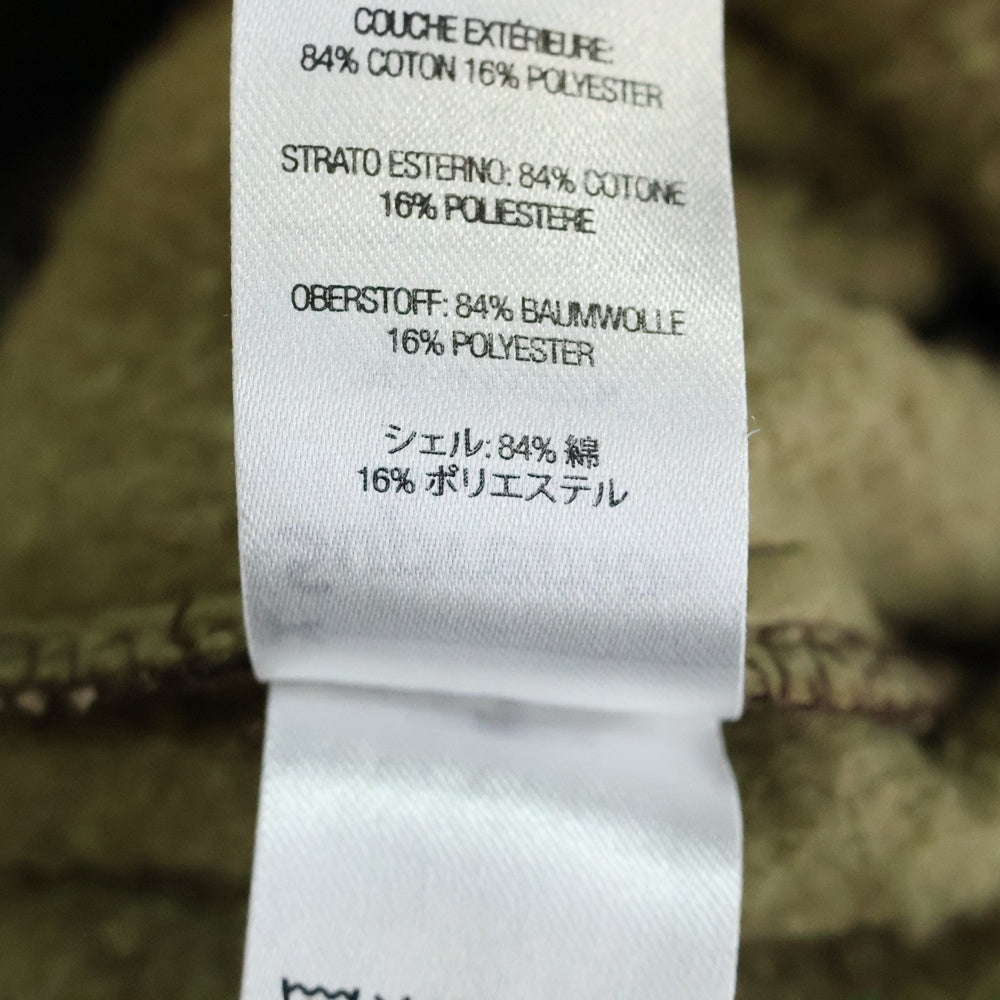 COUCHE EXTÉRIEURE:
84% COTON 16% POLYESTER
STRATO ESTERNO: 84% COTONE
16% POLIESTERE
OBERSTOFF: 84% BAUMWOLLE
16% POLYESTER
シェル: 84% 綿
16% ポリエステル